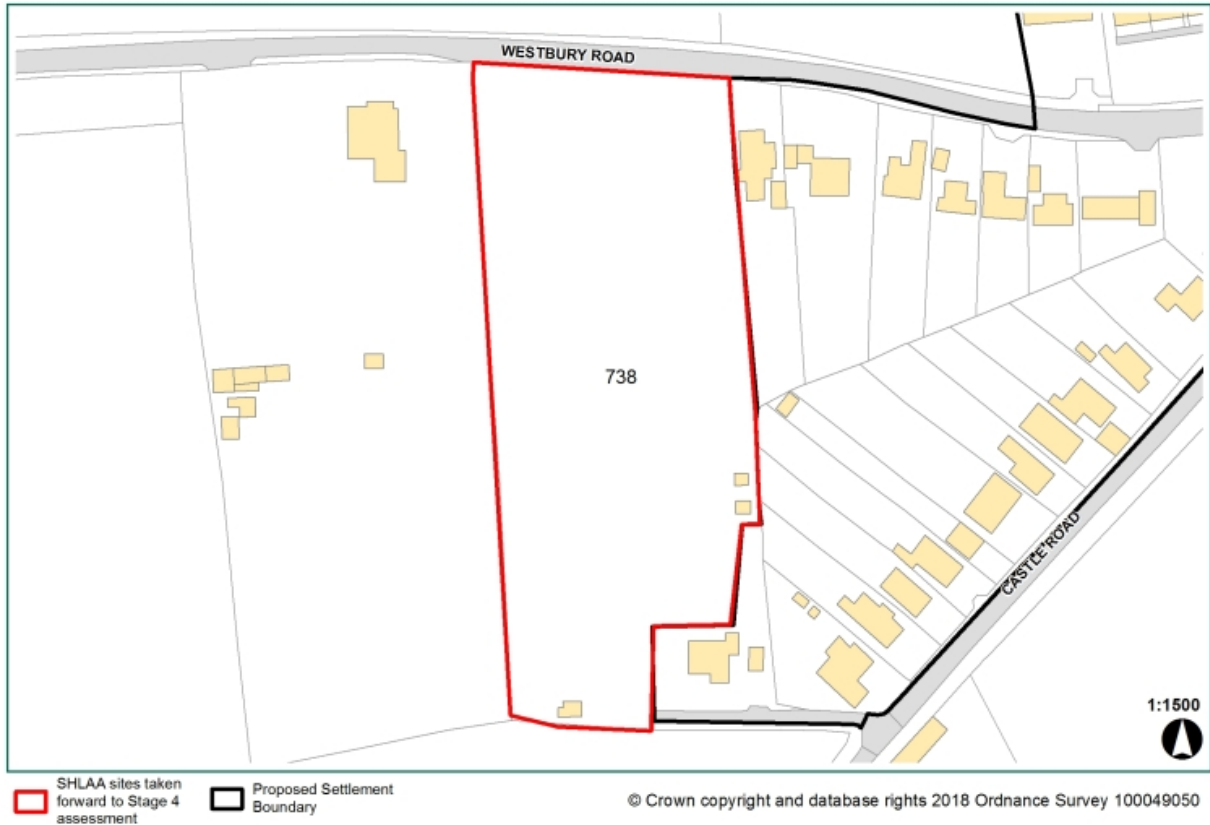 WESTBURY ROAD
738
CASTLE ROAD
1:1500
SHLAA sites taken
forward to Stage 4
assessment
Proposed Settlement
Boundary
© Crown copyright and database rights 2018 Ordnance Survey 100049050